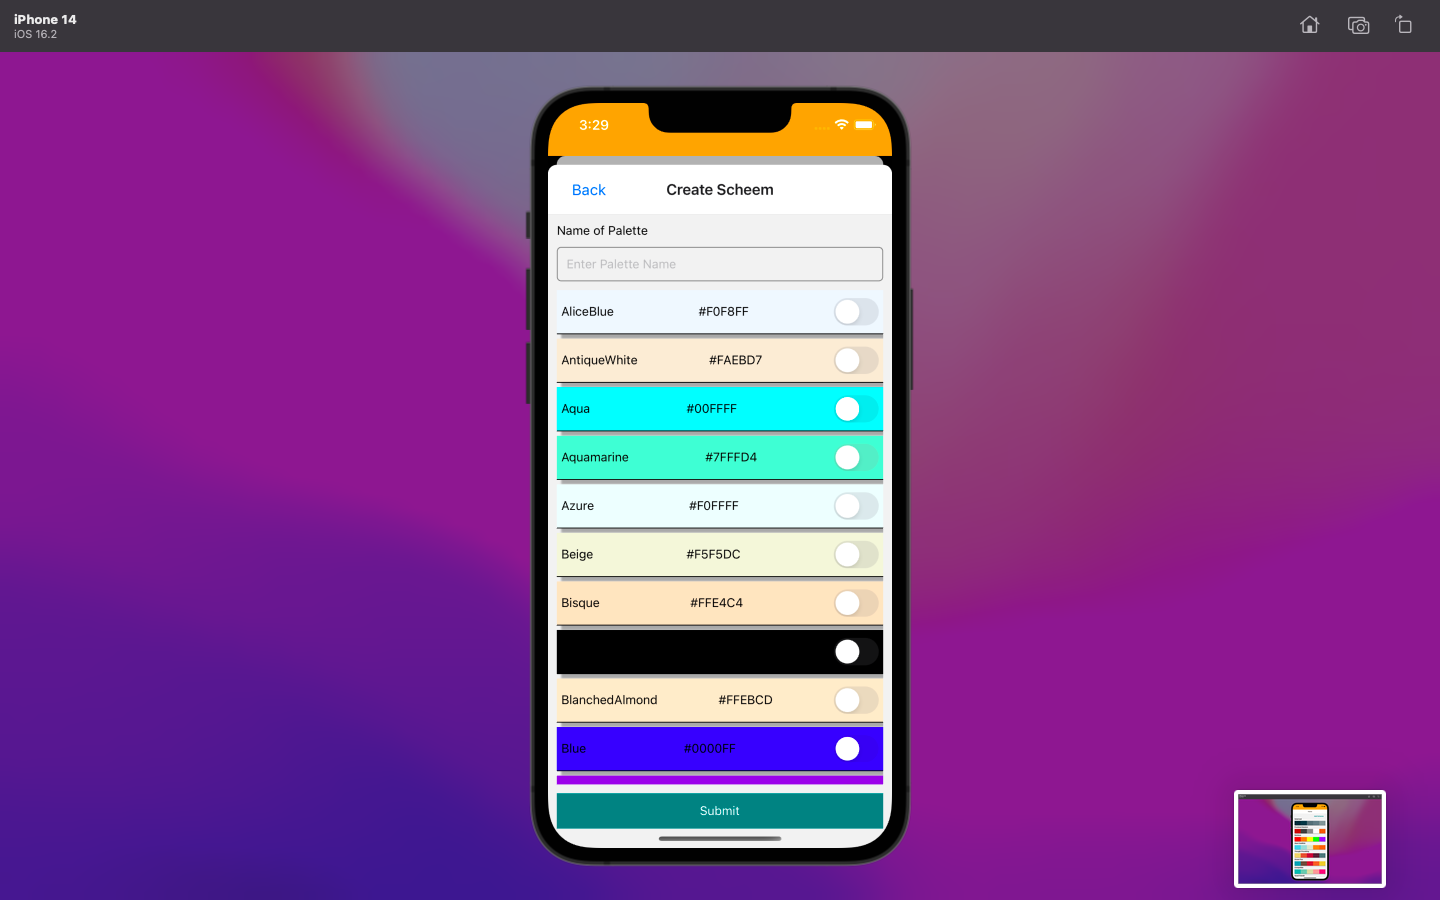 iPhone 14
iOS 16.2
3:29
Back Create Scheem
Name of Palette
Enter Palette Name
AliceBlue #F0F8FF
AntiqueWhite #FAEBD7
Aqua #00FFFF
Aquamarine #7FFFD4
Azure #F0FFFF
Beige #F5F5DC
Bisque #FFE4C4
BlanchedAlmond #FFEBCD
Blue #0000FF
Submit